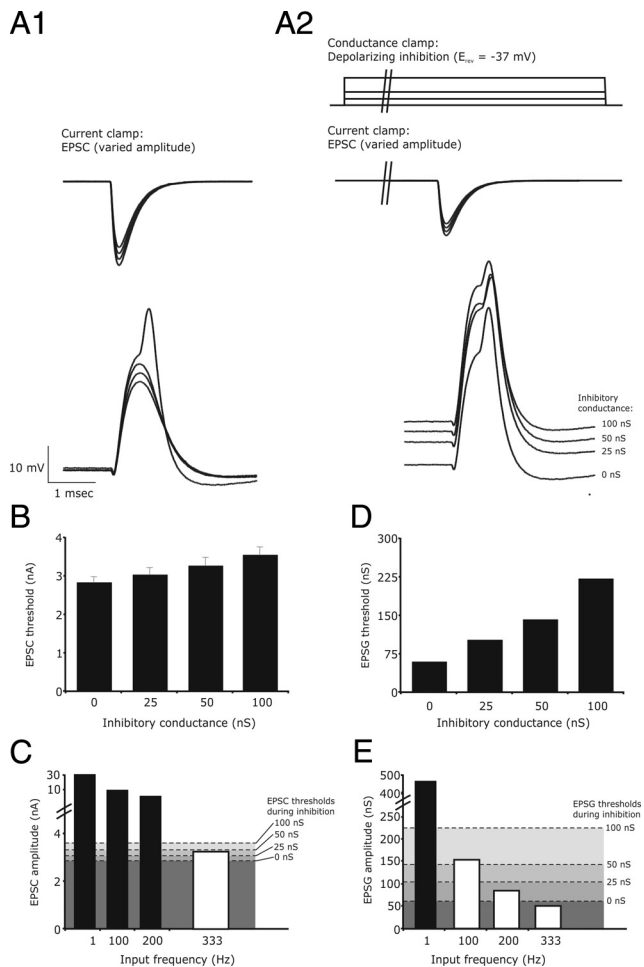 A1
A2
Conductance clamp:
Depolarizing inhibition (Erev = -37 mV)
Current clamp:
EPSC (varied amplitude)
Current clamp:
EPSC (varied amplitude)
10 mV
1 msec
Inhibitory
conductance:
100 nS
50 nS
25 nS
0 nS
B
EPSC threshold (nA)
4
3
2
1
0
0 25 50 100
Inhibitory conductance (nS)
D
EPSG threshold (nS)
300
225
150
75
0
0 25 50 100
Inhibitory conductance (nS)
C
EPSC amplitude (nA)
30
10
4
2
0
EPSC thresholds
during inhibition
100 nS
50 nS
25 nS
0 nS
1 100 200 333
Input frequency (Hz)
E
EPSG amplitude (nS)
500
400
250
200
150
100
50
0
EPSG thresholds
during inhibition
100 nS
50 nS
25 nS
0 nS
1 100 200 333
Input frequency (Hz)